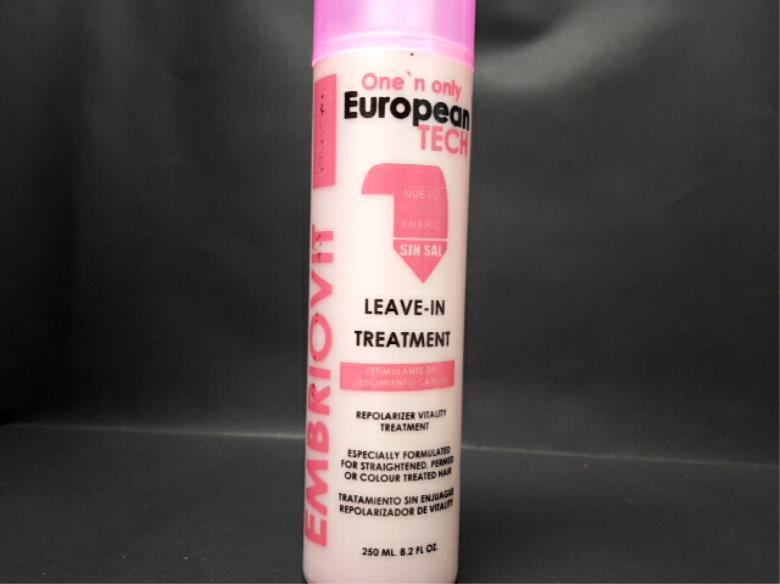 One`n only
European
TECH
NUEVO
EN FRIO
SIN SAL
EMBRIOVIT
LEAVE-IN
TREATMENT
ESTIMULANTE DE
CRECIMIENTO CAPILAR
REPOLARIZER VITALITY
TREATMENT
ESPECIALLY FORMULATED
FOR STRAIGHTENED, PERMED
OR COLOUR TREATED HAIR
TRATAMIENTO SIN ENJUAGUE
REPOLARIZADOR DE VITALITY
250 ML. 8.2 FL OZ.